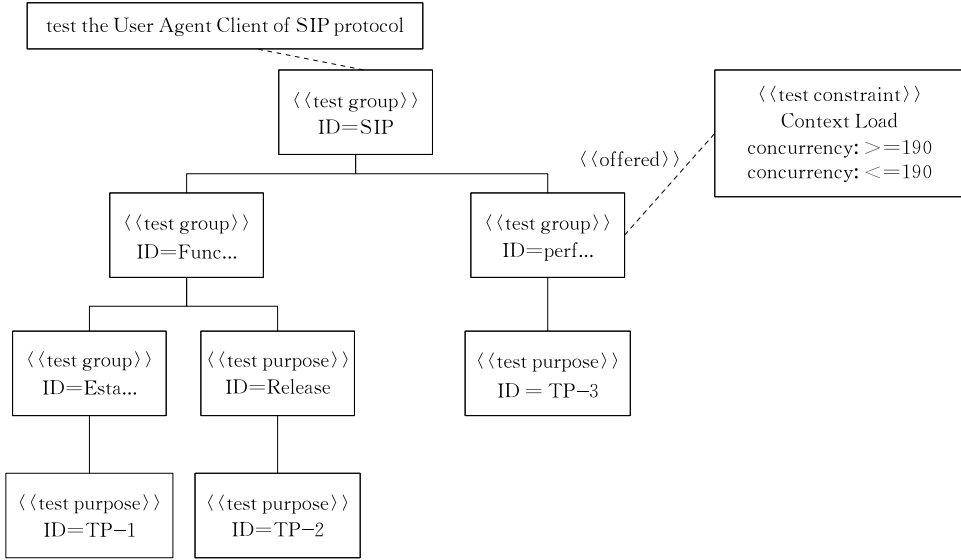 test the User Agent Client of SIP protocol
〈〈test group〉〉
ID=SIP
〈〈test constraint〉〉
Context Load
concurrency: >=190
concurrency: <=190
〈〈offered〉〉
〈〈test group〉〉
ID=Func...
〈〈test group〉〉
ID=perf...
〈〈test group〉〉
ID=Esta...
〈〈test purpose〉〉
ID=Release
〈〈test purpose〉〉
ID = TP-3
〈〈test purpose〉〉
ID=TP-1
〈〈test purpose〉〉
ID=TP-2